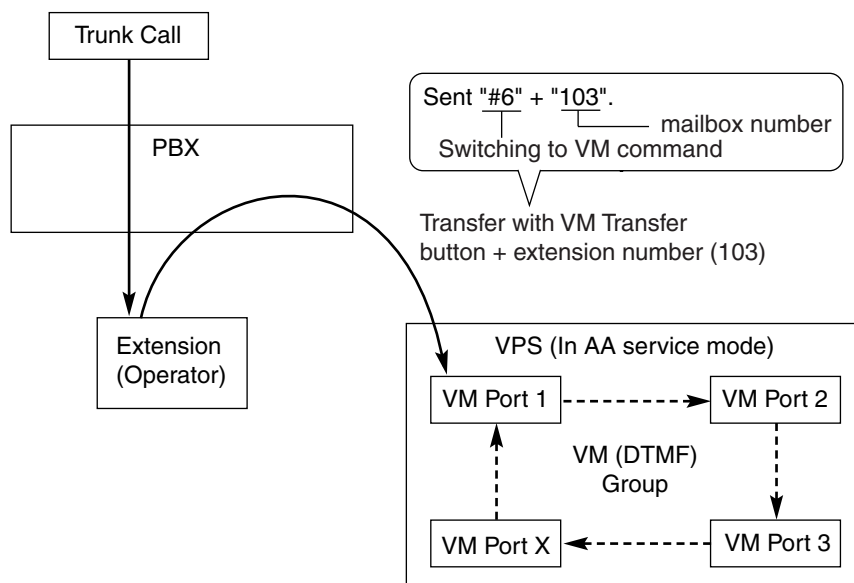 Trunk Call
PBX
Sent "#6" + "103".
mailbox number
Switching to VM command
Transfer with VM Transfer
button + extension number (103)
Extension
(Operator)
VPS (In AA service mode)
VM Port 1
VM Port 2
VM (DTMF)
Group
VM Port X
VM Port 3